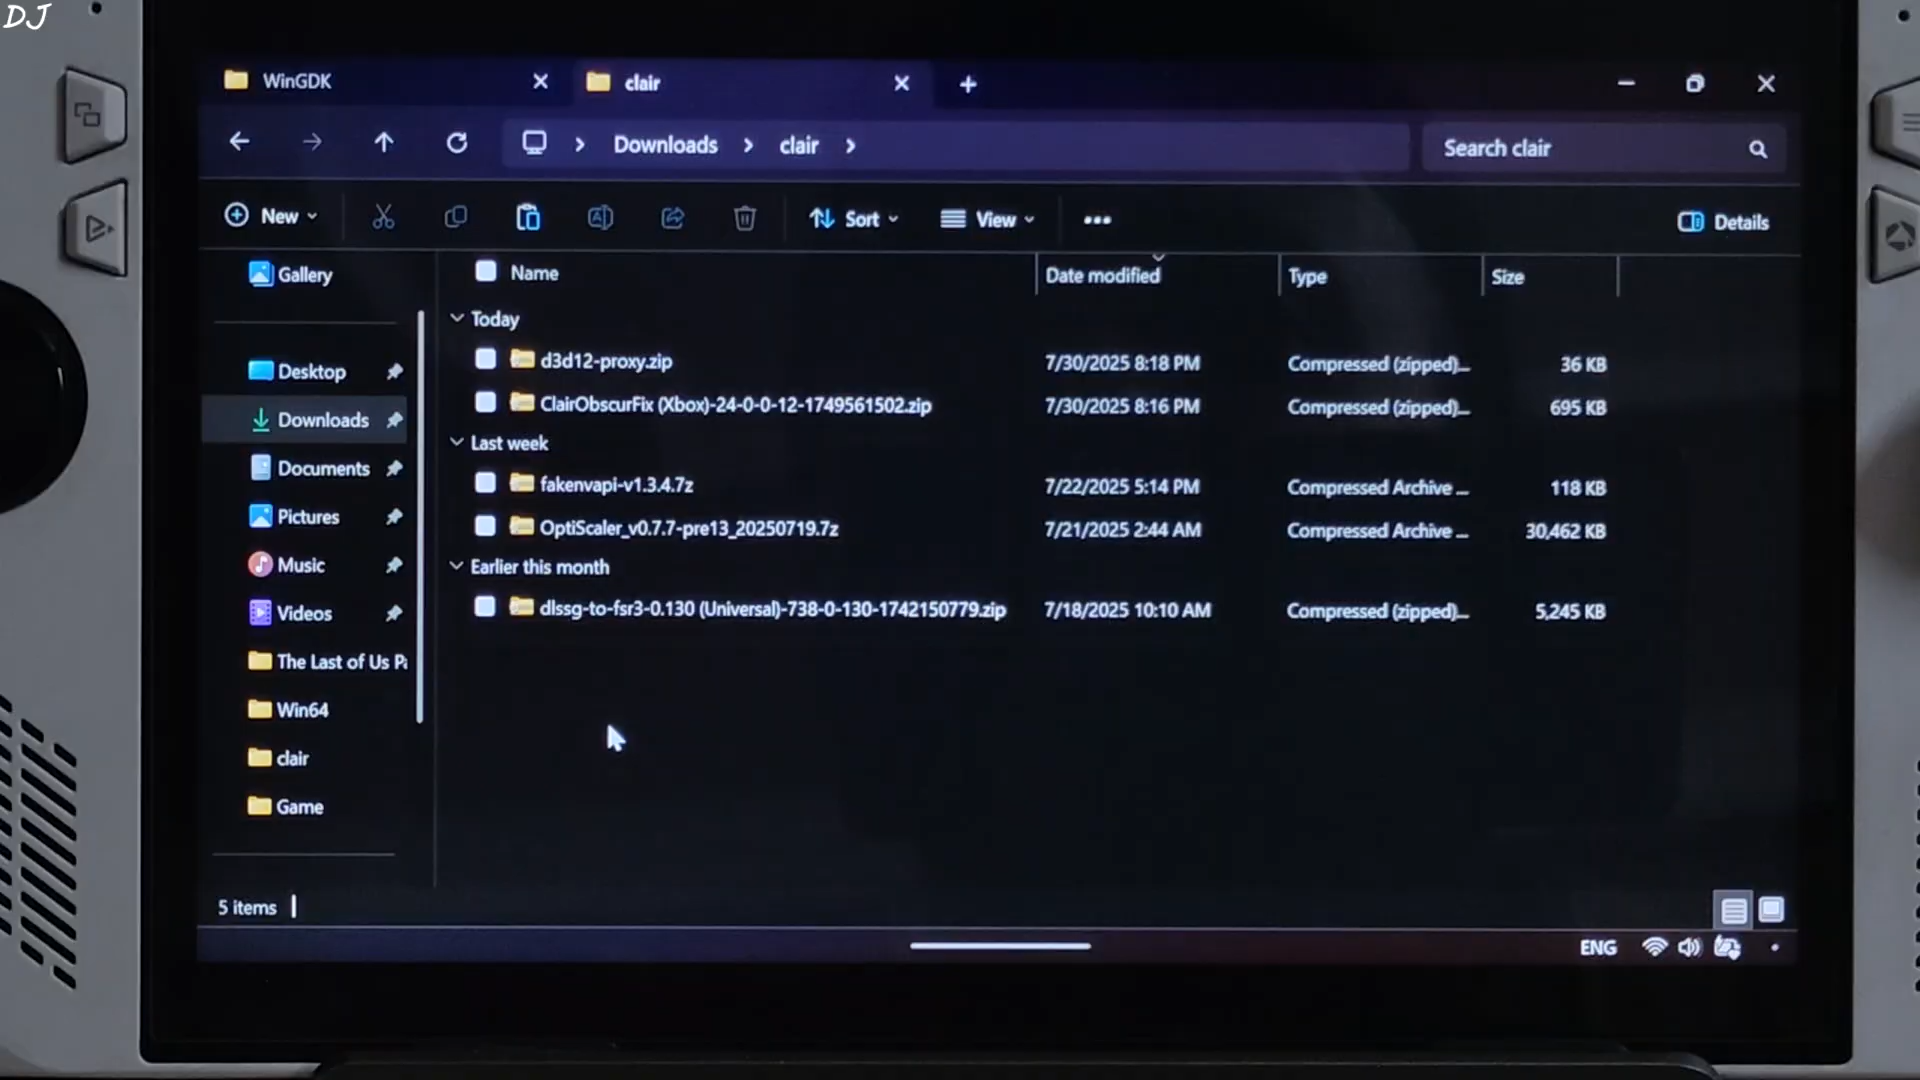 DJ
WinGDK
clair
Downloads
clair
Search clair
New
Sort
View
Details
Gallery
Name
Date modified
Type
Size
Today
d3d12-proxy.zip
7/30/2025 8:18 PM
Compressed (zipped)...
36 KB
ClairObscurFix (Xbox)-24-0-0-12-1749561502.zip
7/30/2025 8:16 PM
Compressed (zipped)...
695 KB
Last week
fakenvapi-v1.3.4.7z
7/22/2025 5:14 PM
Compressed Archive ...
118 KB
OptiScaler_v0.7.7-pre13_20250719.7z
7/21/2025 2:44 AM
Compressed Archive ...
30,462 KB
Earlier this month
dlssg-to-fsr3-0.130 (Universal)-738-0-130-1742150779.zip
7/18/2025 10:10 AM
Compressed (zipped)...
5,245 KB
Desktop
Downloads
Documents
Pictures
Music
Videos
The Last of Us Pa
Win64
clair
Game
5 items
ENG